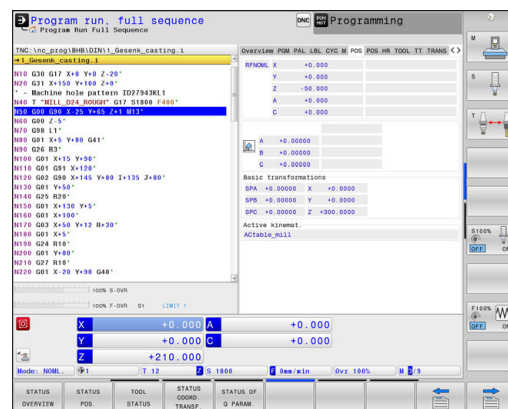 Program run, full sequence
Program Run Full Sequence
DNC
Programming
TNC:\nc_prog\BHB\DIN\1_Gesenk_casting.i
→1_Gesenk_casting.i
N10 G30 G17 X+0 Y+0 Z-20*
N20 G31 X+150 Y+100 Z+0*
* - Machine hole pattern ID27943KL1
N40 T "MILL_D24_ROUGH" G17 S1800 F400*
N50 G00 G90 X-25 Y+65 Z+1 M13*
N60 G00 Z-5*
N70 G98 L1*
N80 G01 X+5 Y+80 G41*
N90 G26 R3*
N100 G01 X+15 Y+90*
N110 G01 G91 X+120*
N120 G02 G90 X+145 Y+80 I+135 J+80*
N130 G01 Y+50*
N140 G25 R20*
N150 G01 X+130 Y+5*
N160 G01 X+100*
N170 G03 X+50 Y+12 R+30*
N180 G01 X+5*
N190 G24 R10*
N200 G01 Y+80*
N210 G27 R10*
N220 G01 X-20 Y+90 G40*
100% S-OVR
100% F-OVR S1 LIMIT 1
Overview PGM PAL LBL CYC M POS POS HR TOOL TT TRANS
RFNOML X +0.000
Y +0.000
Z -50.000
A +0.000
C +0.000
A +0.00000
B +0.00000
C +0.00000
Basic transformations
SPA +0.00000 X +0.0000
SPB +0.00000 Y +0.0000
SPC +0.00000 Z +300.0000
Active kinemat.
ACtable_mill
X +0.000 A +0.000
Y +0.000 C +0.000
Z +210.000
Mode: NOML. 1 T 12 Z S 1800 F 0mm/min Ovr 100% M 3/9
STATUS OVERVIEW
STATUS POS.
TOOL STATUS
STATUS COORD. TRANSF.
STATUS OF Q PARAM.
M
S
T
S100%
OFF
F100%
OFF